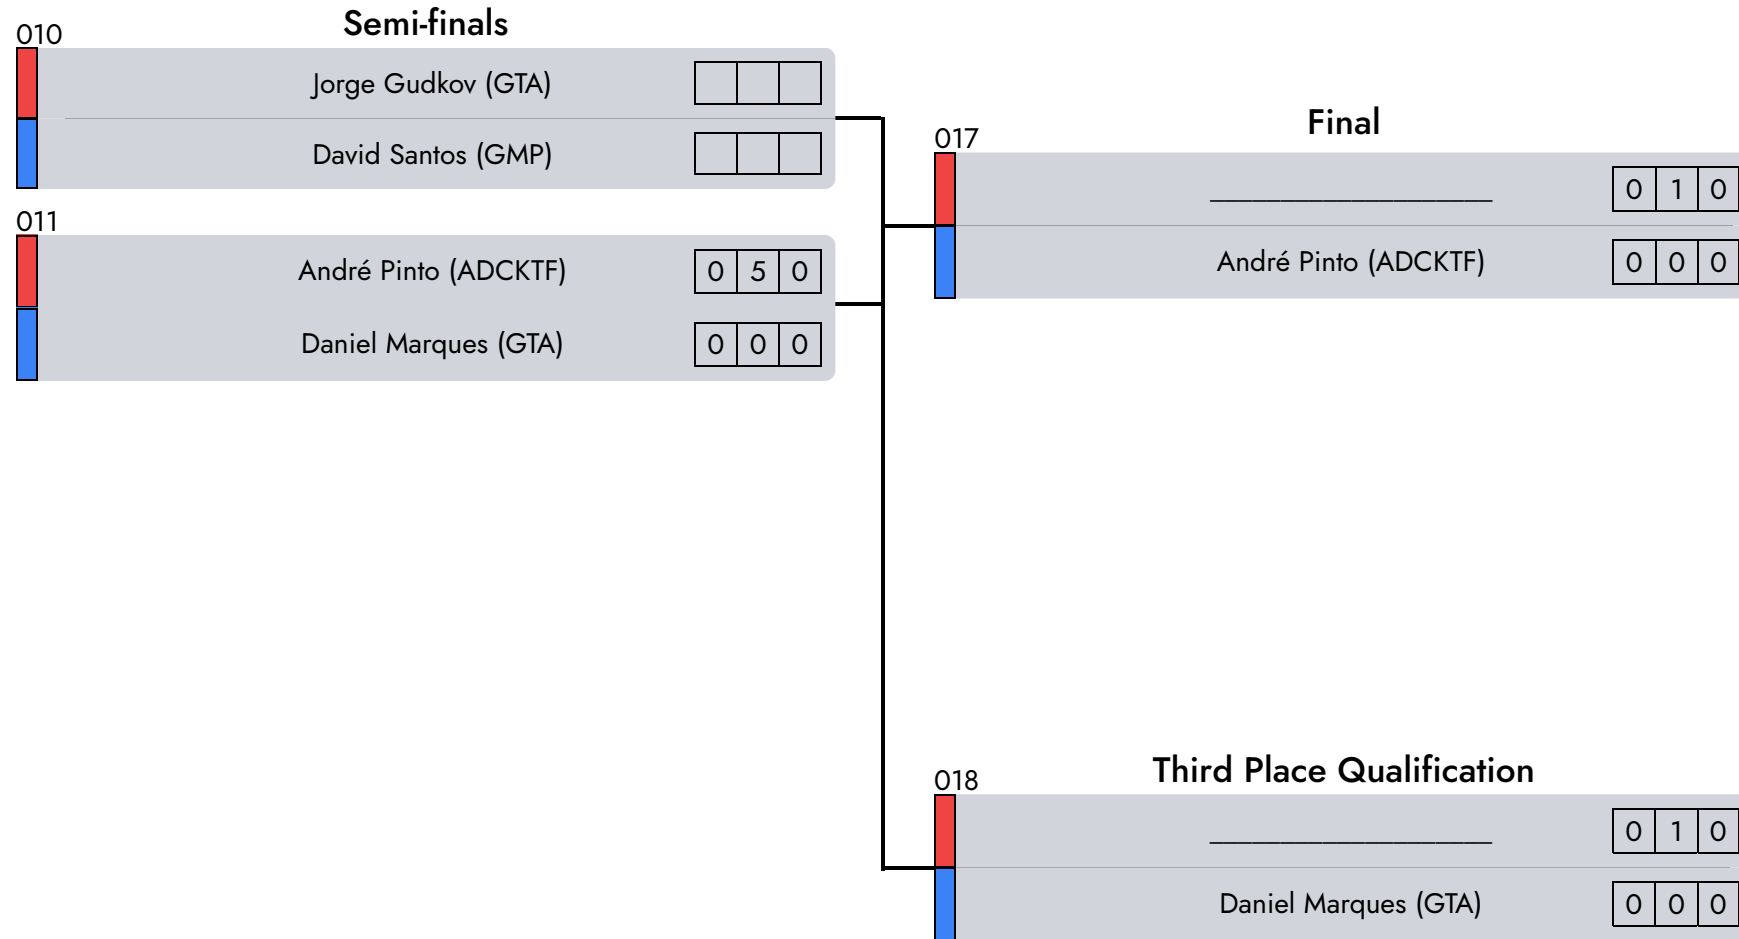 Semi-finals
010
Jorge Gudkov (GTA)
David Santos (GMP)
011
André Pinto (ADCKTF) 0 5 0
Daniel Marques (GTA) 0 0 0
Final
017
____________________ 0 1 0
André Pinto (ADCKTF) 0 0 0
Third Place Qualification
018
____________________ 0 1 0
Daniel Marques (GTA) 0 0 0